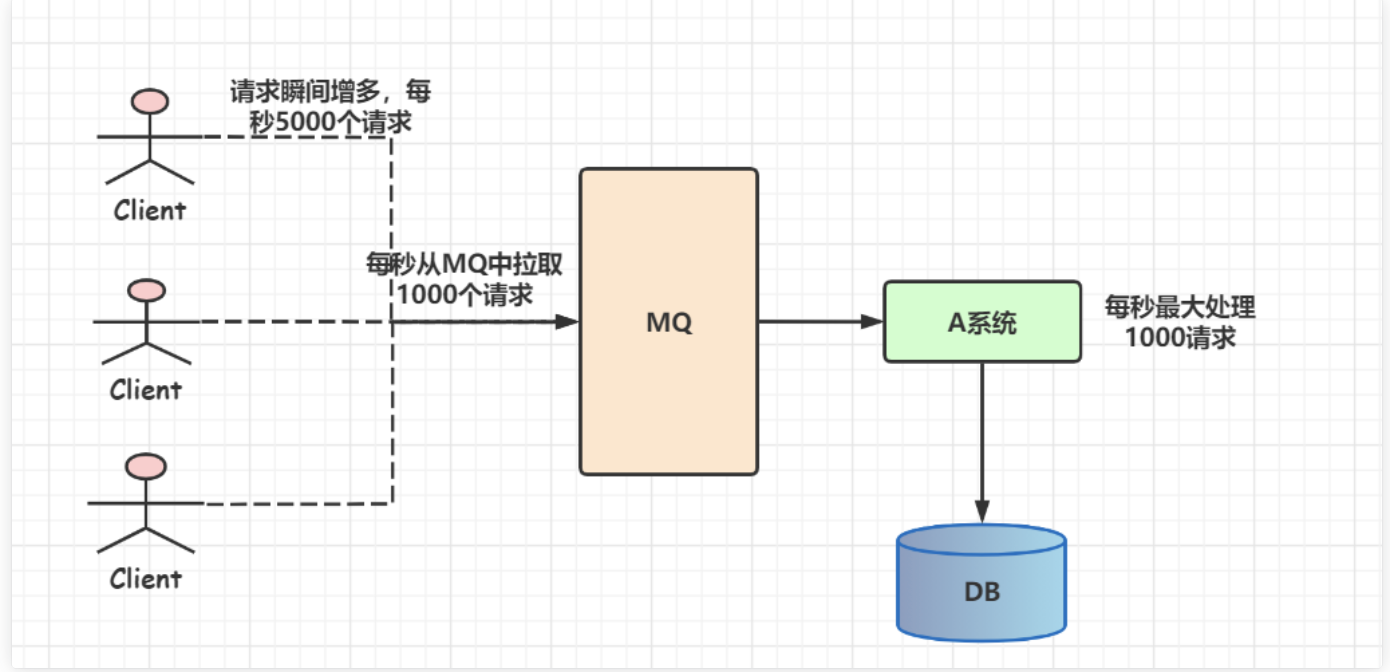 请求瞬间增多，每
秒5000个请求
Client
每秒从MQ中拉取
1000个请求
Client
MQ
A系统
每秒最大处理
1000请求
Client
DB